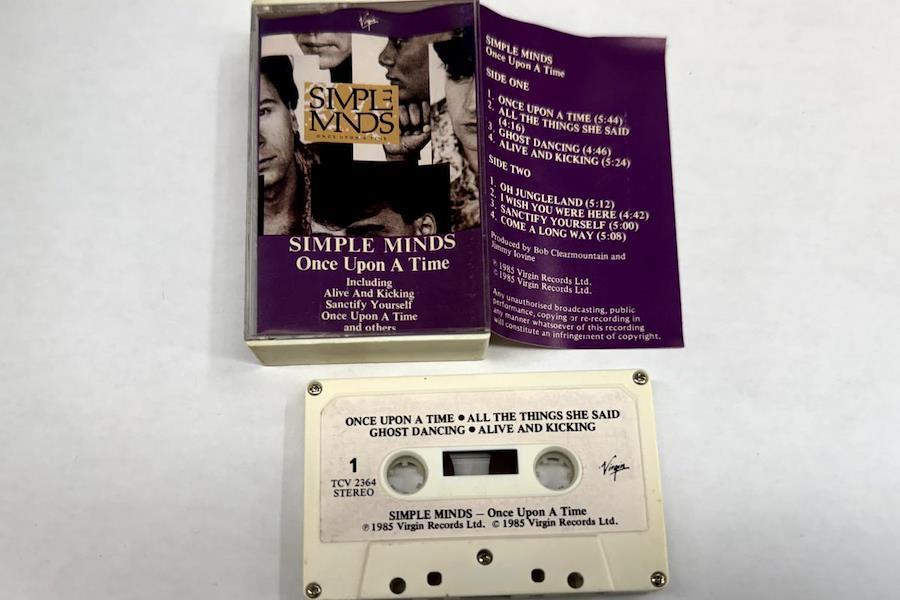 Virgin
SIMPLE
MINDS
ONCE UPON A TIME
SIMPLE MINDS
Once Upon A Time
Including
Alive And Kicking
Sanctify Yourself
Once Upon A Time
and others
SIMPLE MINDS
Once Upon A Time
SIDE ONE
1. ONCE UPON A TIME (5:44)
2. ALL THE THINGS SHE SAID
(4:16)
3. GHOST DANCING (4:46)
4. ALIVE AND KICKING (5:24)
SIDE TWO
1. OH JUNGLELAND (5:12)
2. I WISH YOU WERE HERE (4:42)
3. SANCTIFY YOURSELF (5:00)
4. COME A LONG WAY (5:08)
Produced by Bob Clearmountain and
Jimmy Iovine
℗ 1985 Virgin Records Ltd.
© 1985 Virgin Records Ltd.
Any unauthorised broadcasting, public
performance, copying or re-recording in
any manner whatsoever of this recording
will constitute an infringement of copyright.
ONCE UPON A TIME ● ALL THE THINGS SHE SAID
GHOST DANCING ● ALIVE AND KICKING
1
TCV 2364
STEREO
Virgin
SIMPLE MINDS – Once Upon A Time
℗ 1985 Virgin Records Ltd. © 1985 Virgin Records Ltd.